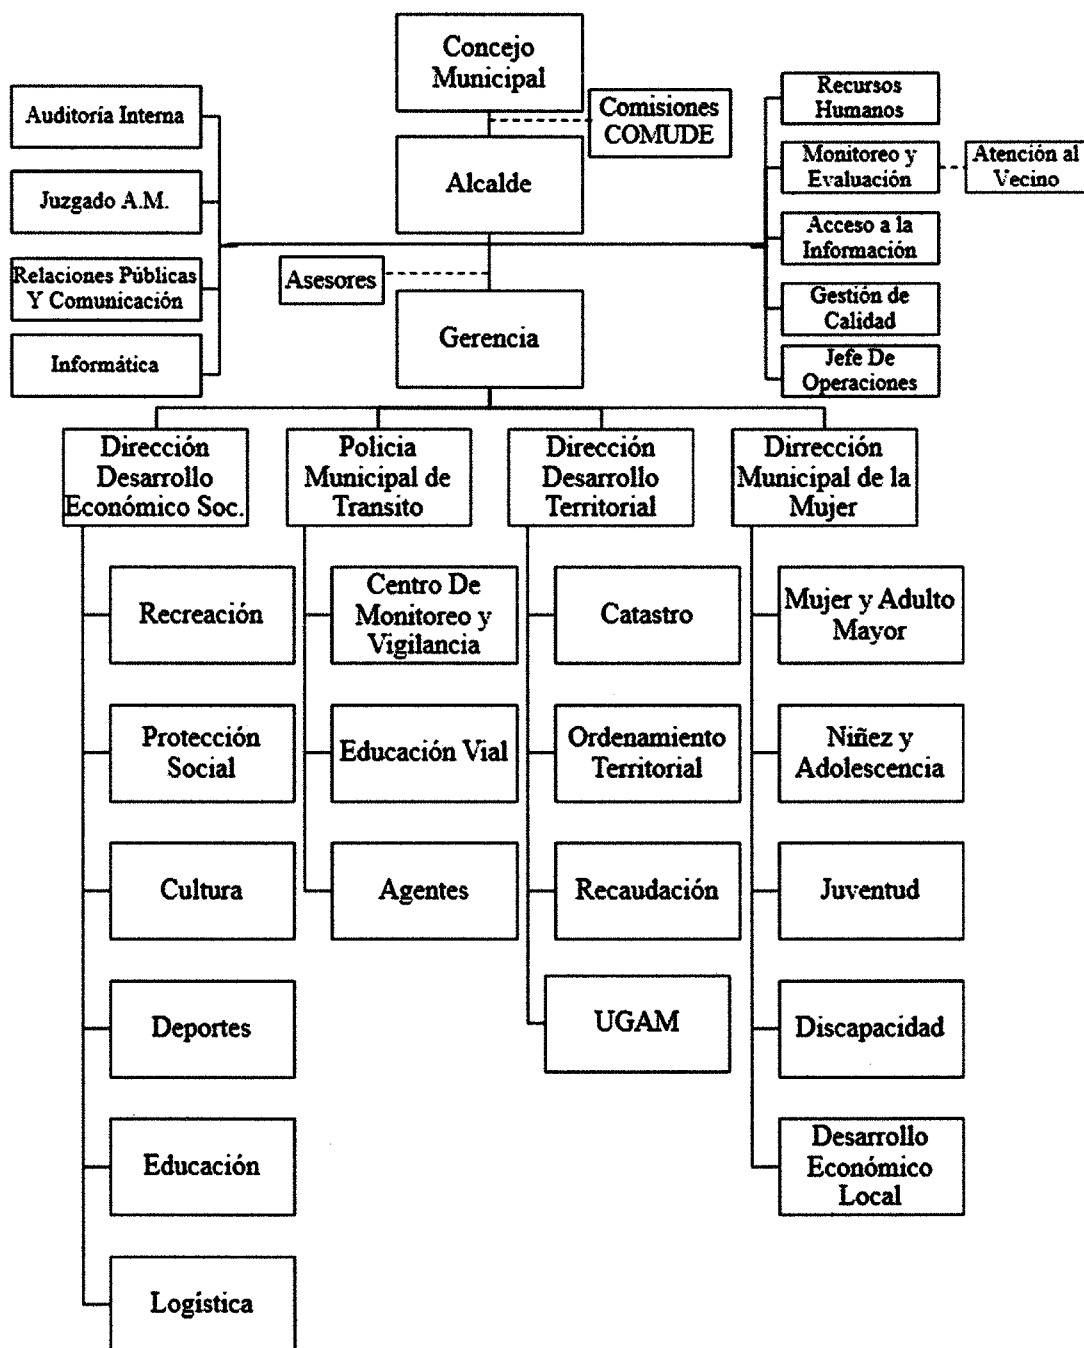 Concejo
Municipal
Comisiones
COMUDE
Alcalde
Auditoría Interna
Juzgado A.M.
Relaciones Públicas
Y Comunicación
Informática
Recursos
Humanos
Monitoreo y
Evaluación
Atención al
Vecino
Acceso a la
Información
Gestión de
Calidad
Jefe De
Operaciones
Asesores
Gerencia
Dirección
Desarrollo
Económico Soc.
Policia
Municipal de
Transito
Dirección
Desarrollo
Territorial
Dirrección
Municipal de la
Mujer
Recreación
Protección
Social
Cultura
Deportes
Educación
Logística
Centro De
Monitoreo y
Vigilancia
Educación Vial
Agentes
Catastro
Ordenamiento
Territorial
Recaudación
UGAM
Mujer y Adulto
Mayor
Niñez y
Adolescencia
Juventud
Discapacidad
Desarrollo
Económico
Local